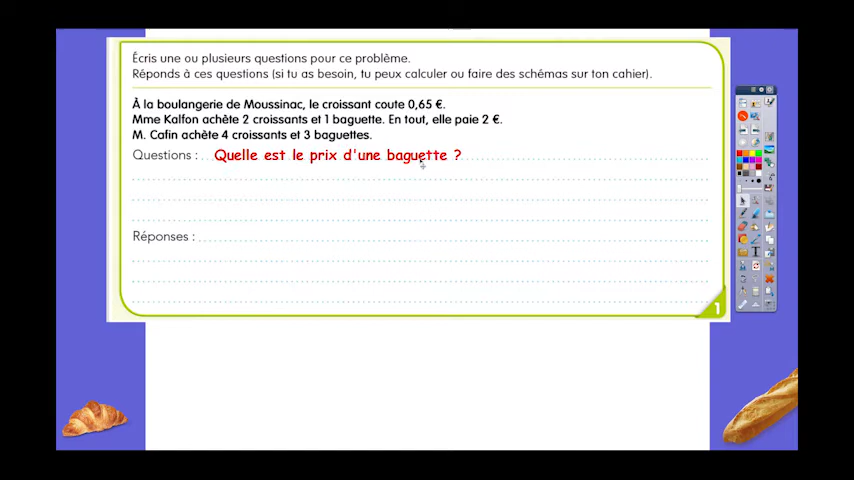 Écris une ou plusieurs questions pour ce problème.
Réponds à ces questions (si tu as besoin, tu peux calculer ou faire des schémas sur ton cahier).
À la boulangerie de Moussinac, le croissant coute 0,65 €.
Mme Kalfon achète 2 croissants et 1 baguette. En tout, elle paie 2 €.
M. Cafin achète 4 croissants et 3 baguettes.
Questions : Quelle est le prix d'une baguette ?
Réponses :
1